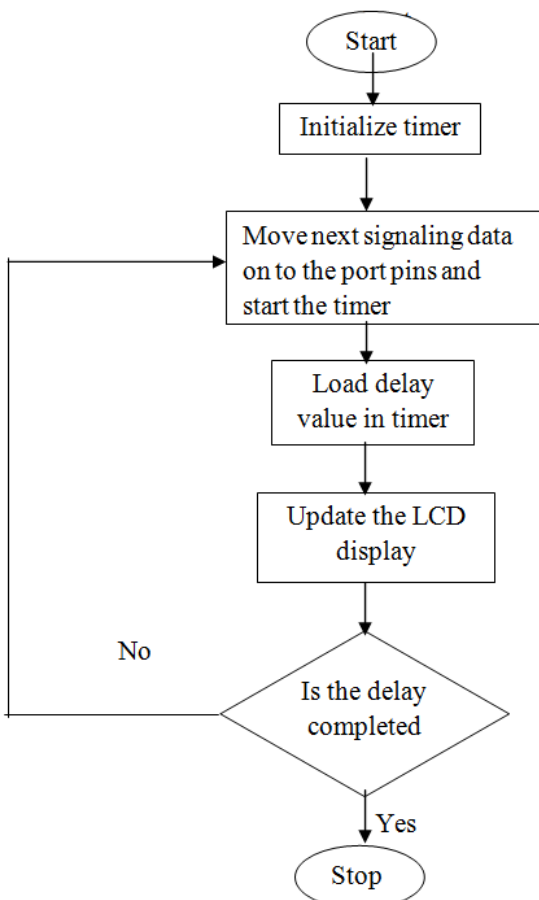 Start
Initialize timer
Move next signaling data
on to the port pins and
start the timer
Load delay
value in timer
Update the LCD
display
No
Is the delay
completed
Yes
Stop